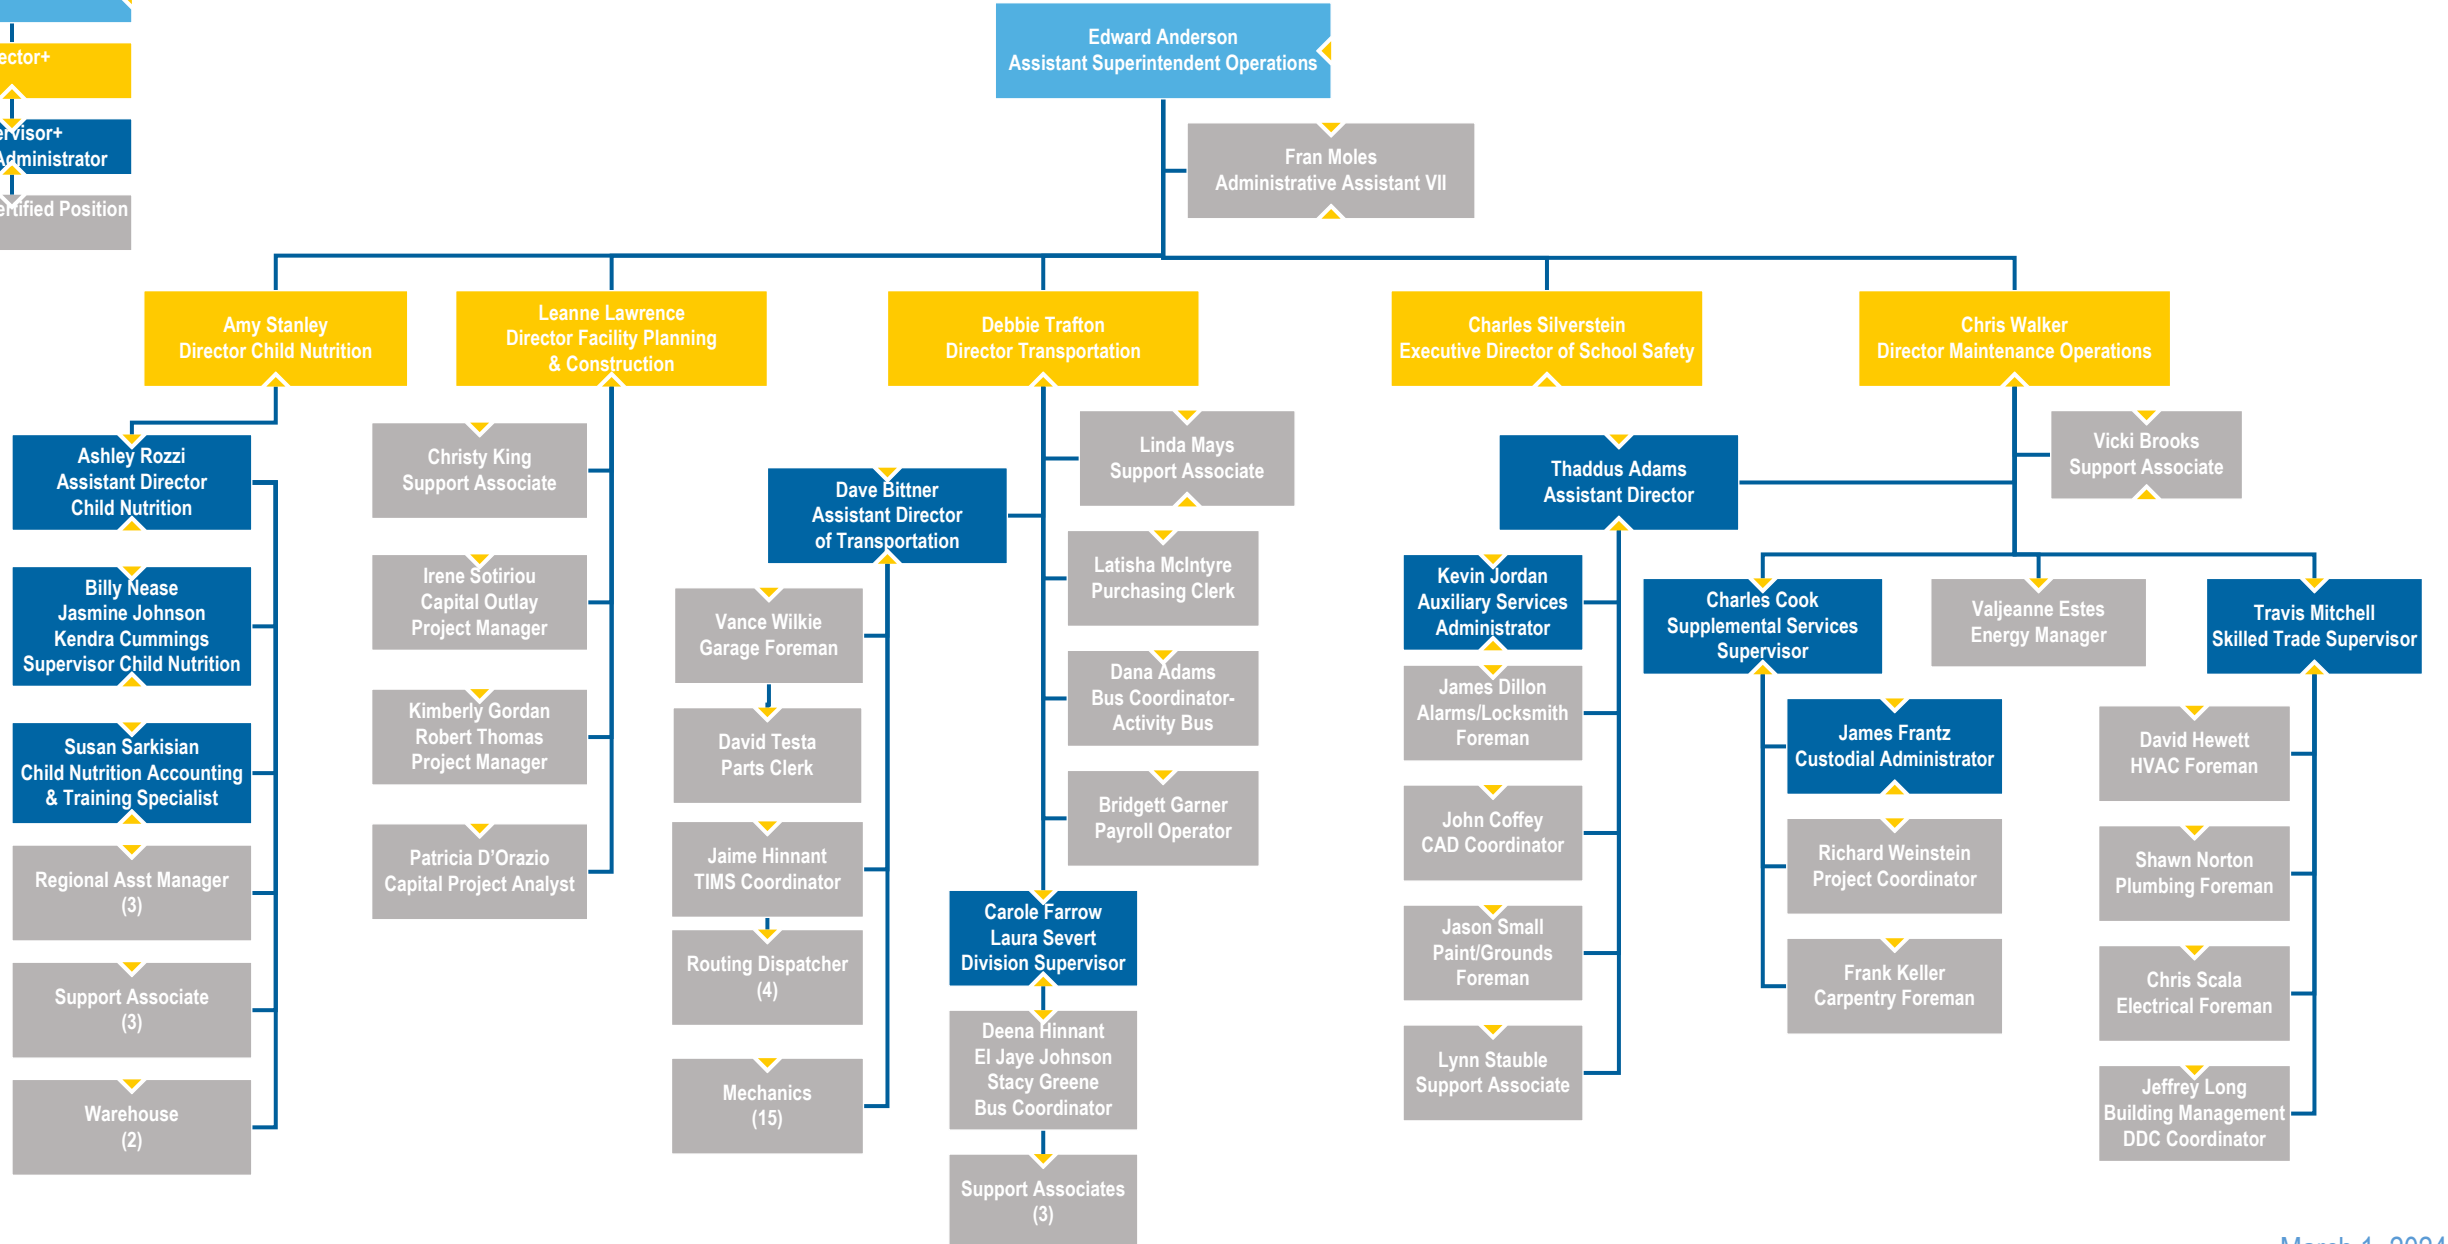 ector+
ervisor+
Administrator
ertified Position
Edward Anderson
Assistant Superintendent Operations
Fran Moles
Administrative Assistant VII
Amy Stanley
Director Child Nutrition
Leanne Lawrence
Director Facility Planning
& Construction
Debbie Trafton
Director Transportation
Charles Silverstein
Executive Director of School Safety
Chris Walker
Director Maintenance Operations
Ashley Rozzi
Assistant Director
Child Nutrition
Billy Nease
Jasmine Johnson
Kendra Cummings
Supervisor Child Nutrition
Susan Sarkisian
Child Nutrition Accounting
& Training Specialist
Regional Asst Manager
(3)
Support Associate
(3)
Warehouse
(2)
Christy King
Support Associate
Irene Sotiriou
Capital Outlay
Project Manager
Kimberly Gordan
Robert Thomas
Project Manager
Patricia D'Orazio
Capital Project Analyst
Dave Bittner
Assistant Director
of Transportation
Vance Wilkie
Garage Foreman
David Testa
Parts Clerk
Jaime Hinnant
TIMS Coordinator
Routing Dispatcher
(4)
Mechanics
(15)
Linda Mays
Support Associate
Latisha McIntyre
Purchasing Clerk
Dana Adams
Bus Coordinator-
Activity Bus
Bridgett Garner
Payroll Operator
Carole Farrow
Laura Severt
Division Supervisor
Deena Hinnant
El Jaye Johnson
Stacy Greene
Bus Coordinator
Support Associates
(3)
Thaddus Adams
Assistant Director
Kevin Jordan
Auxiliary Services
Administrator
James Dillon
Alarms/Locksmith
Foreman
John Coffey
CAD Coordinator
Jason Small
Paint/Grounds
Foreman
Lynn Stauble
Support Associate
Vicki Brooks
Support Associate
Charles Cook
Supplemental Services
Supervisor
James Frantz
Custodial Administrator
Richard Weinstein
Project Coordinator
Frank Keller
Carpentry Foreman
Valjeanne Estes
Energy Manager
Travis Mitchell
Skilled Trade Supervisor
David Hewett
HVAC Foreman
Shawn Norton
Plumbing Foreman
Chris Scala
Electrical Foreman
Jeffrey Long
Building Management
DDC Coordinator
March 1, 2024